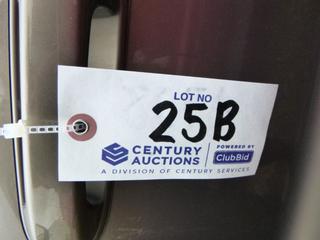 LOT NO
25B
CENTURY AUCTIONS
POWERED BY
ClubBid
A DIVISION OF CENTURY SERVICES